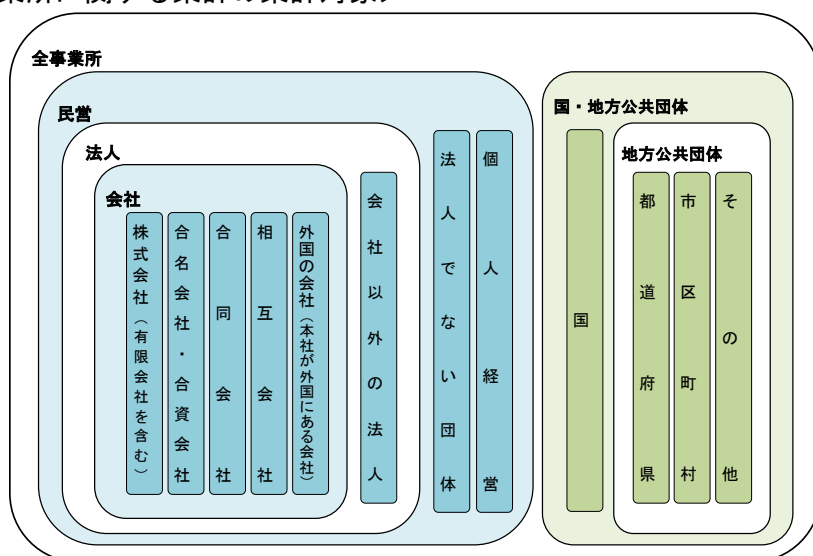 全事業所
民営
法人
会社
株式会社（有限会社を含む）
合名会社・合資会社
合同会社
相互会社
外国の会社（本社が外国にある会社）
会社以外の法人
法人でない団体
個人経営
国・地方公共団体
国
地方公共団体
都道府県
市区町村
その他